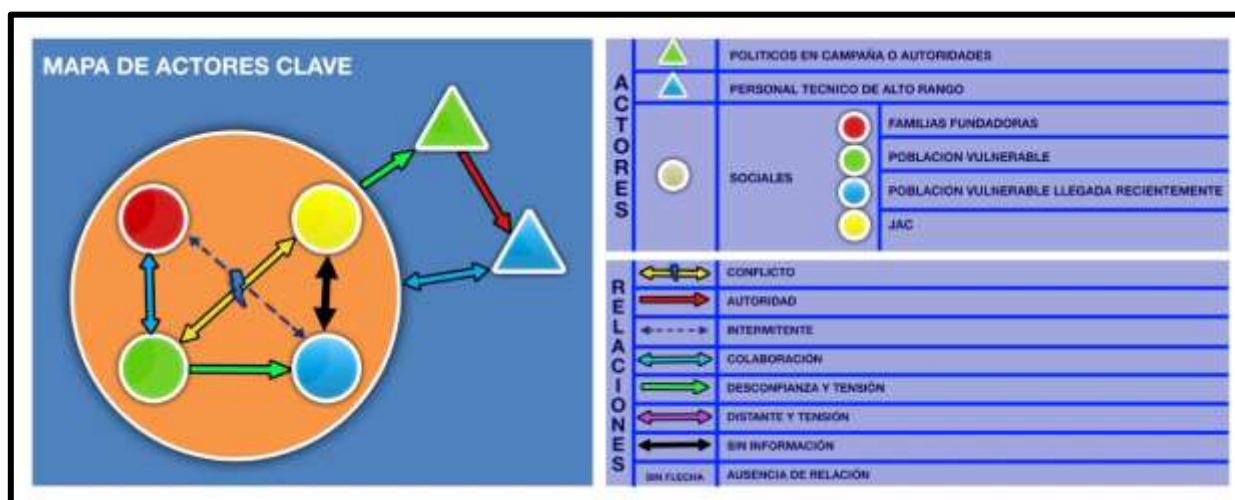 MAPA DE ACTORES CLAVE
ACTORES
POLITICOS EN CAMPAÑA O AUTORIDADES
PERSONAL TECNICO DE ALTO RANGO
SOCIALES
FAMILIAS FUNDADORAS
POBLACION VULNERABLE
POBLACION VULNERABLE LLEGADA RECIENTEMENTE
JAC
RELACIONES
CONFLICTO
AUTORIDAD
INTERMITENTE
COLABORACIÓN
DESCONFIANZA Y TENSIÓN
DISTANTE Y TENSIÓN
SIN INFORMACIÓN
SIN FLECHA AUSENCIA DE RELACIÓN